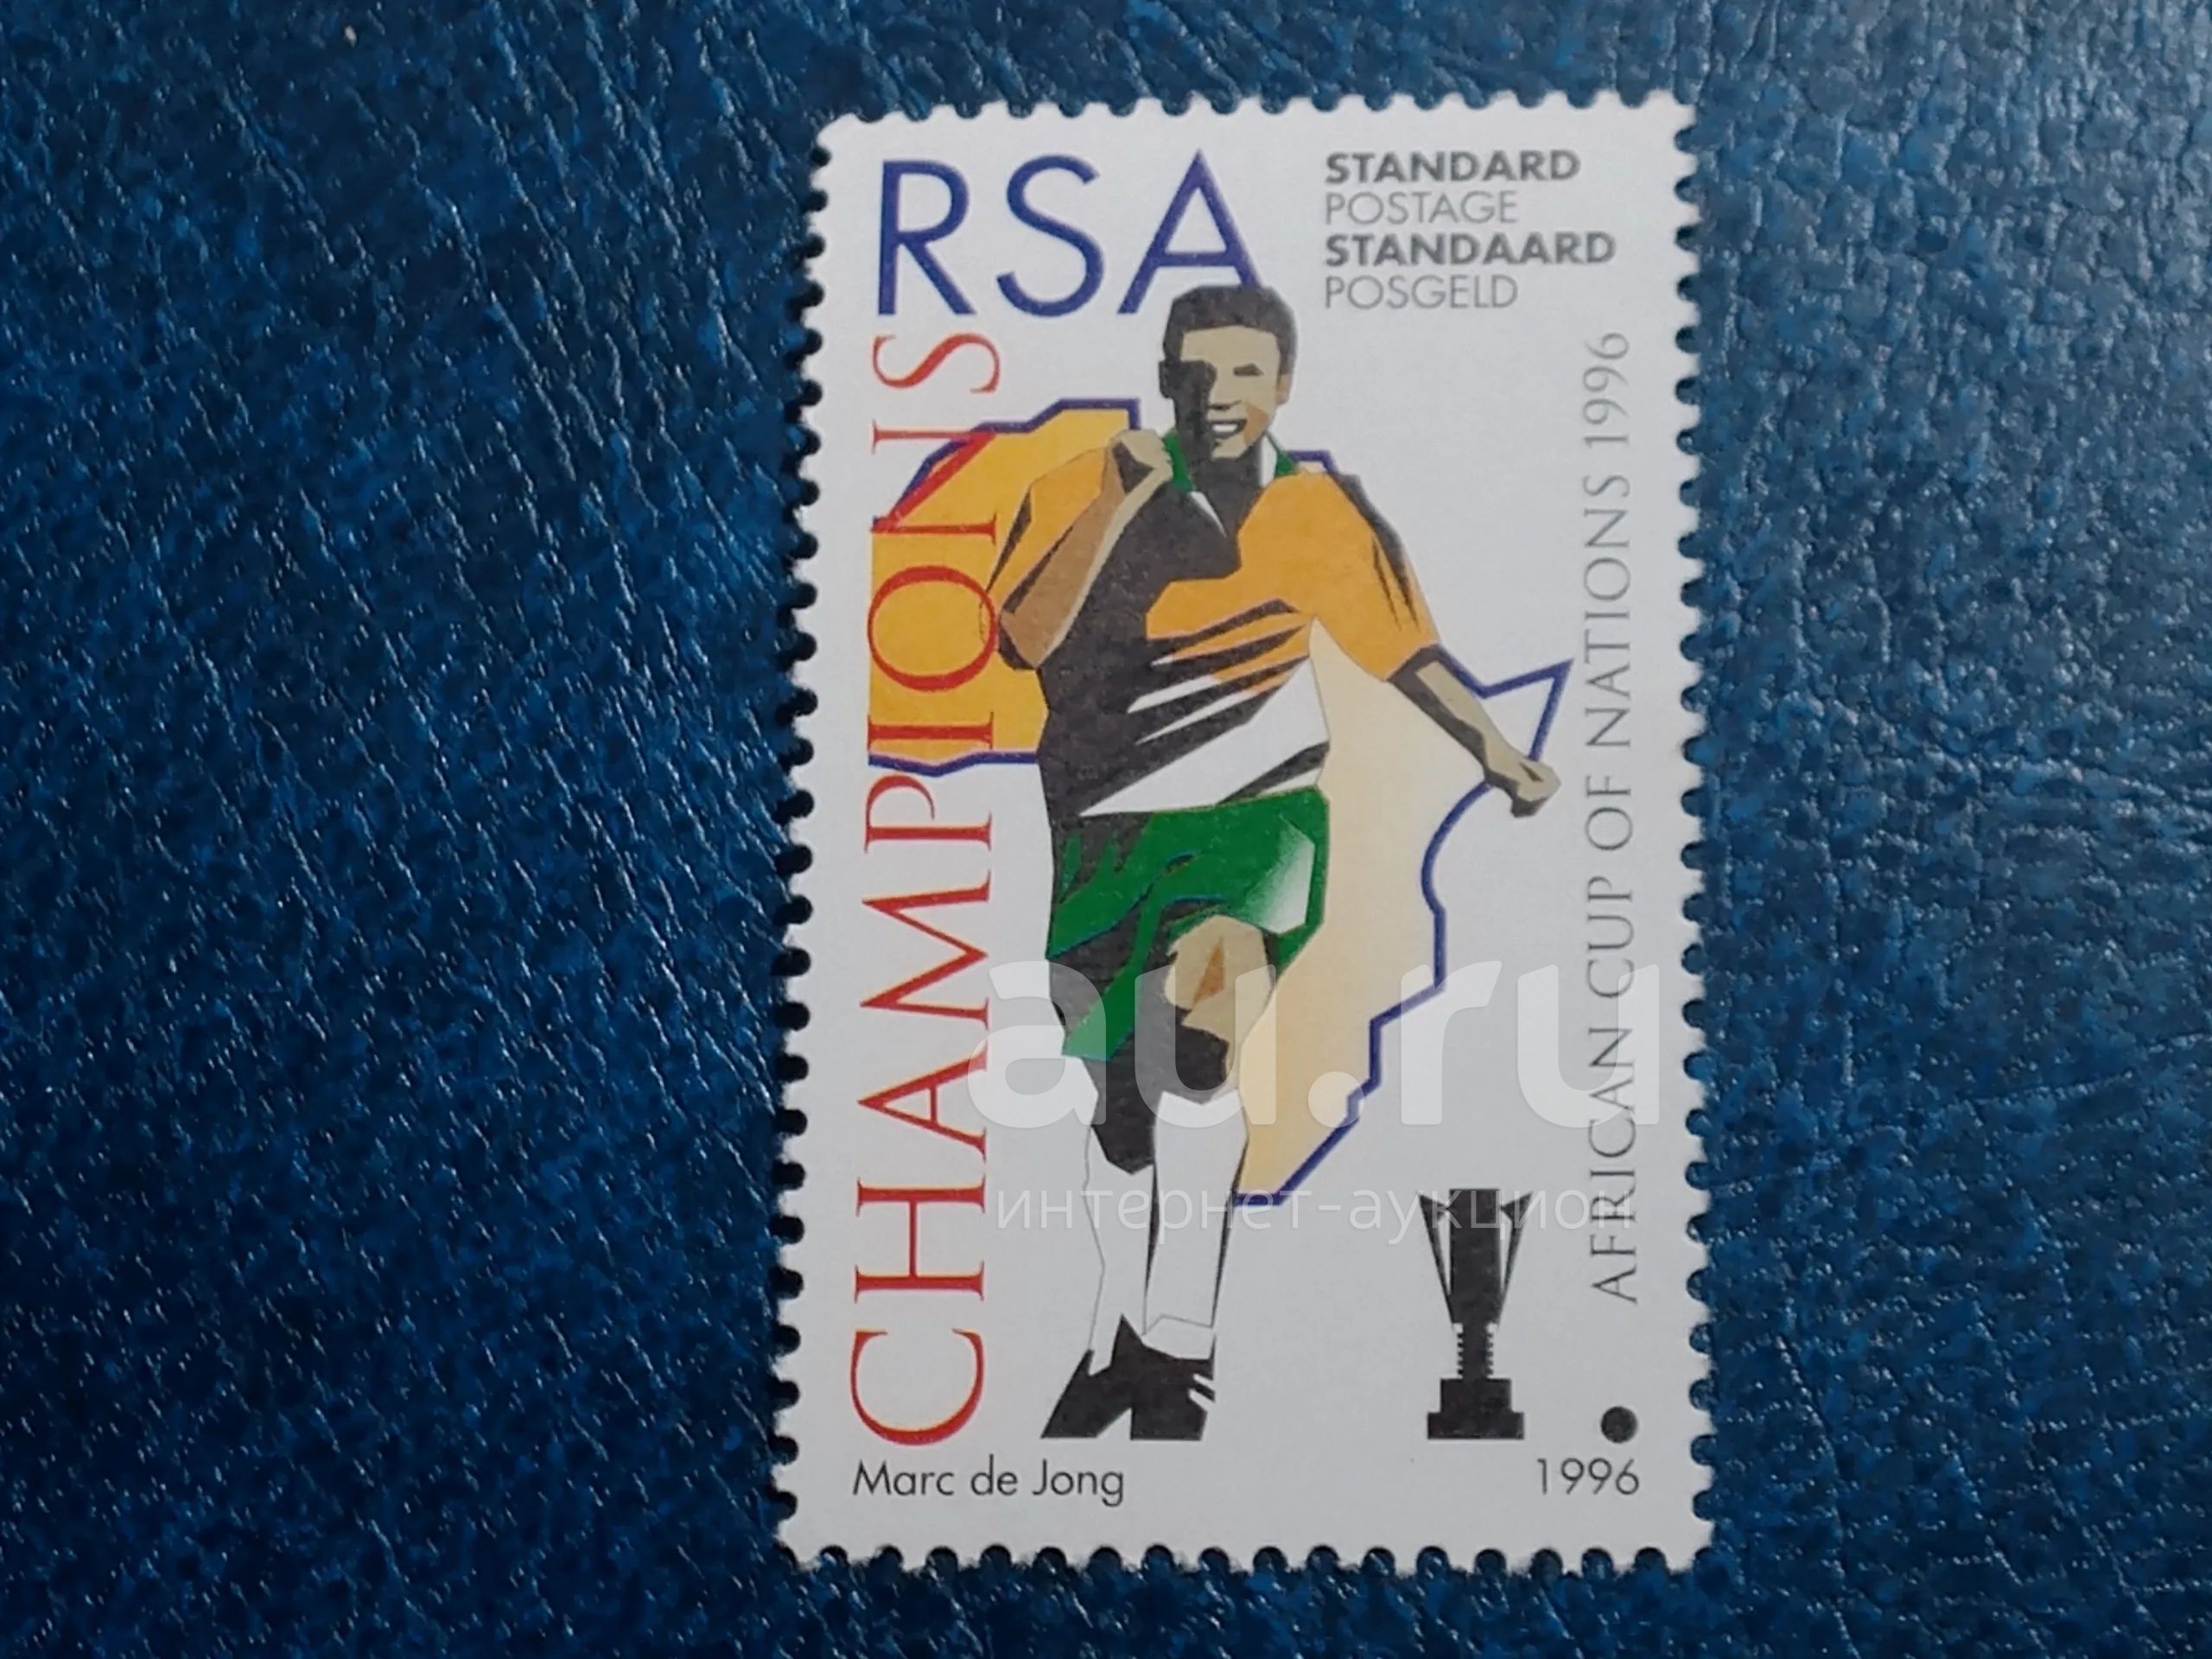 RSA
STANDARD
POSTAGE
STANDAARD
POSGELD
CHAMPIONS
AFRICAN CUP OF NATIONS 1996
au.ru
интернет-аукцион
Marc de Jong
1996